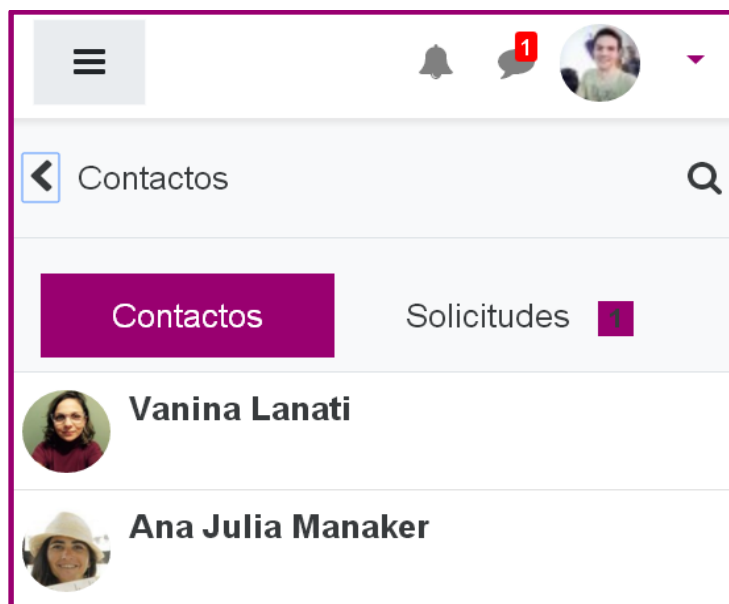 1
Contactos
Contactos
Solicitudes 1
Vanina Lanati
Ana Julia Manaker